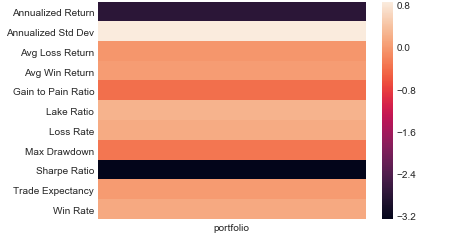 Annualized Return
Annualized Std Dev
Avg Loss Return
Avg Win Return
Gain to Pain Ratio
Lake Ratio
Loss Rate
Max Drawdown
Sharpe Ratio
Trade Expectancy
Win Rate
portfolio
0.8
0.0
−0.8
−1.6
−2.4
−3.2